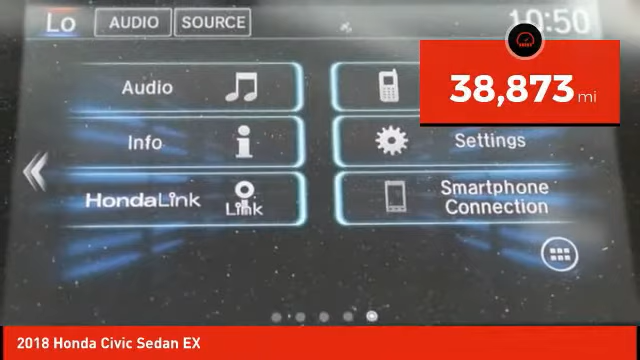 Lo AUDIO SOURCE 10:50
38,873 mi
Audio
Info Settings
HondaLink Link Smartphone
Connection
2018 Honda Civic Sedan EX